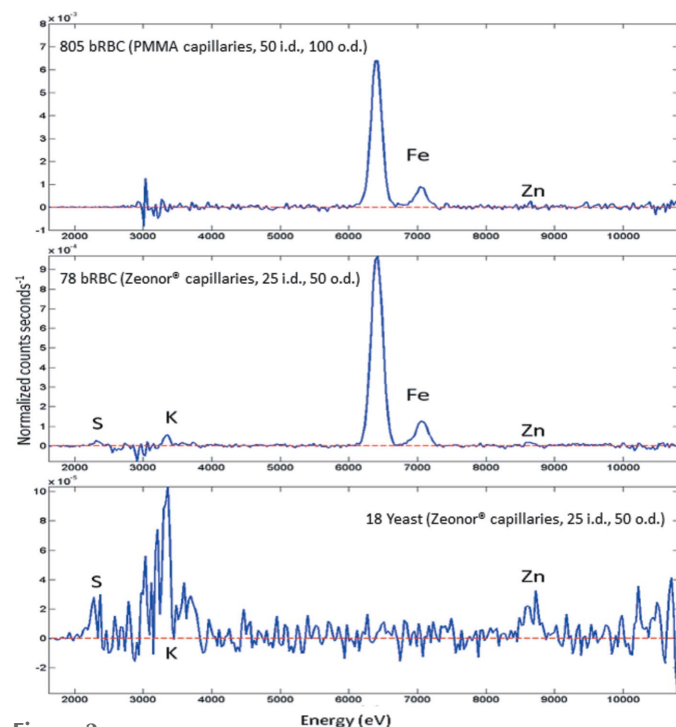 × 10⁻³
8
7
6
5
4
3
2
1
0
-1
805 bRBC (PMMA capillaries, 50 i.d., 100 o.d.)
Fe
Zn
2000 3000 4000 5000 6000 7000 8000 9000 10000
× 10⁻⁴
9
8
7
6
5
4
3
2
1
0
78 bRBC (Zeonor® capillaries, 25 i.d., 50 o.d.)
S
K
Fe
Zn
2000 3000 4000 5000 6000 7000 8000 9000 10000
Normalized counts seconds⁻¹
× 10⁻⁵
10
8
6
4
2
0
-2
18 Yeast (Zeonor® capillaries, 25 i.d., 50 o.d.)
S
K
Zn
2000 3000 4000 5000 6000 7000 8000 9000 10000
Energy (eV)